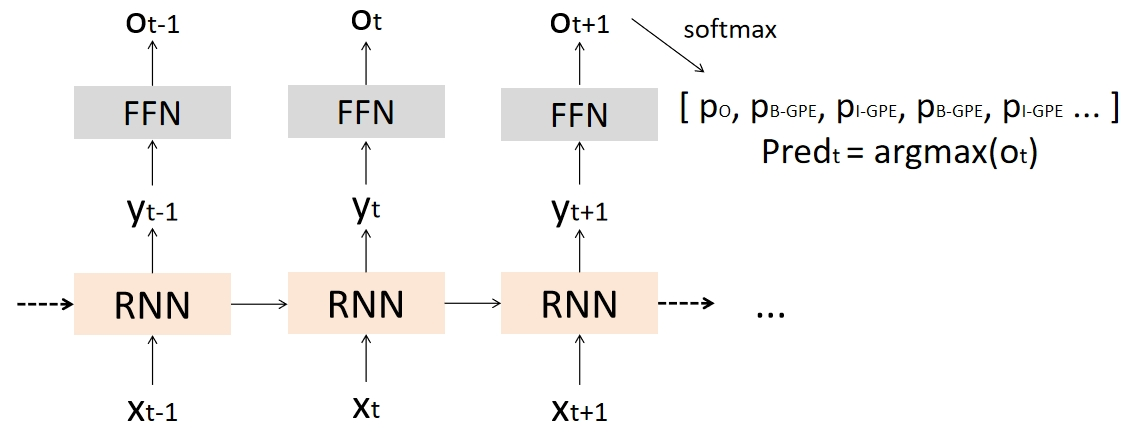 ot-1 ot ot+1 softmax
FFN FFN FFN [ pO, pB-GPE, pI-GPE, pB-GPE, pI-GPE ... ]
Predt = argmax(ot)
yt-1 yt yt+1
RNN RNN RNN ...
xt-1 xt xt+1